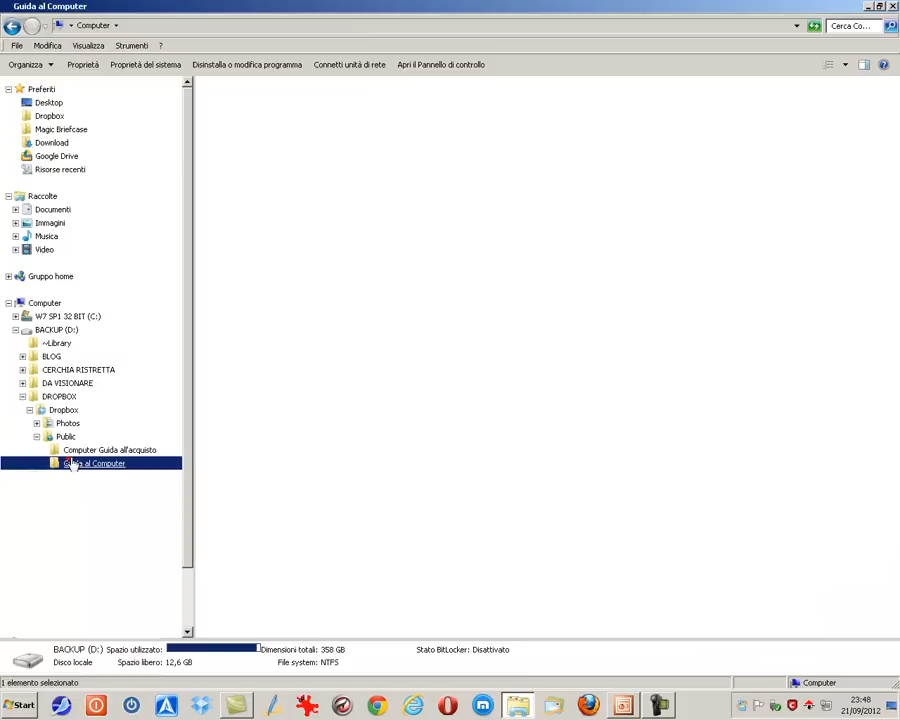 Guida al Computer
Computer
Cerca Co...
File Modifica Visualizza Strumenti ?
Organizza Proprietà Proprietà del sistema Disinstalla o modifica programma Connetti unità di rete Apri il Pannello di controllo
Preferiti
Desktop
Dropbox
Magic Briefcase
Download
Google Drive
Risorse recenti
Raccolte
Documenti
Immagini
Musica
Video
Gruppo home
Computer
W7 SP1 32 BIT (C:)
BACKUP (D:)
~Library
BLOG
CERCHIA RISTRETTA
DA VISIONARE
DROPBOX
Dropbox
Photos
Public
Computer Guida all'acquisto
Guida al Computer
BACKUP (D:) Spazio utilizzato: Dimensioni totali: 358 GB Stato BitLocker: Disattivato
Disco locale Spazio libero: 12,6 GB File system: NTFS
1 elemento selezionato Computer
Start
23:48
21/09/2012